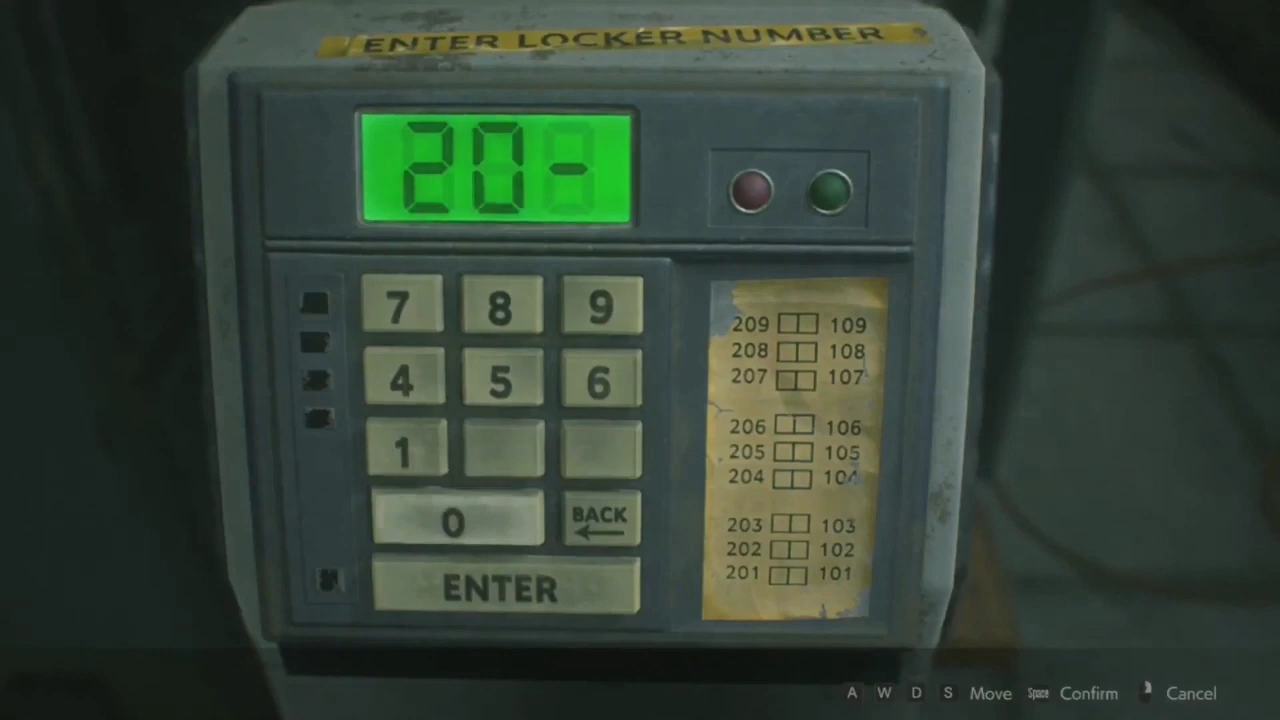 ENTER LOCKER NUMBER
20-
7 8 9
4 5 6
1
0 BACK
ENTER
209 109
208 108
207 107
206 106
205 105
204 104
203 103
202 102
201 101
A W D S Move Space Confirm Cancel